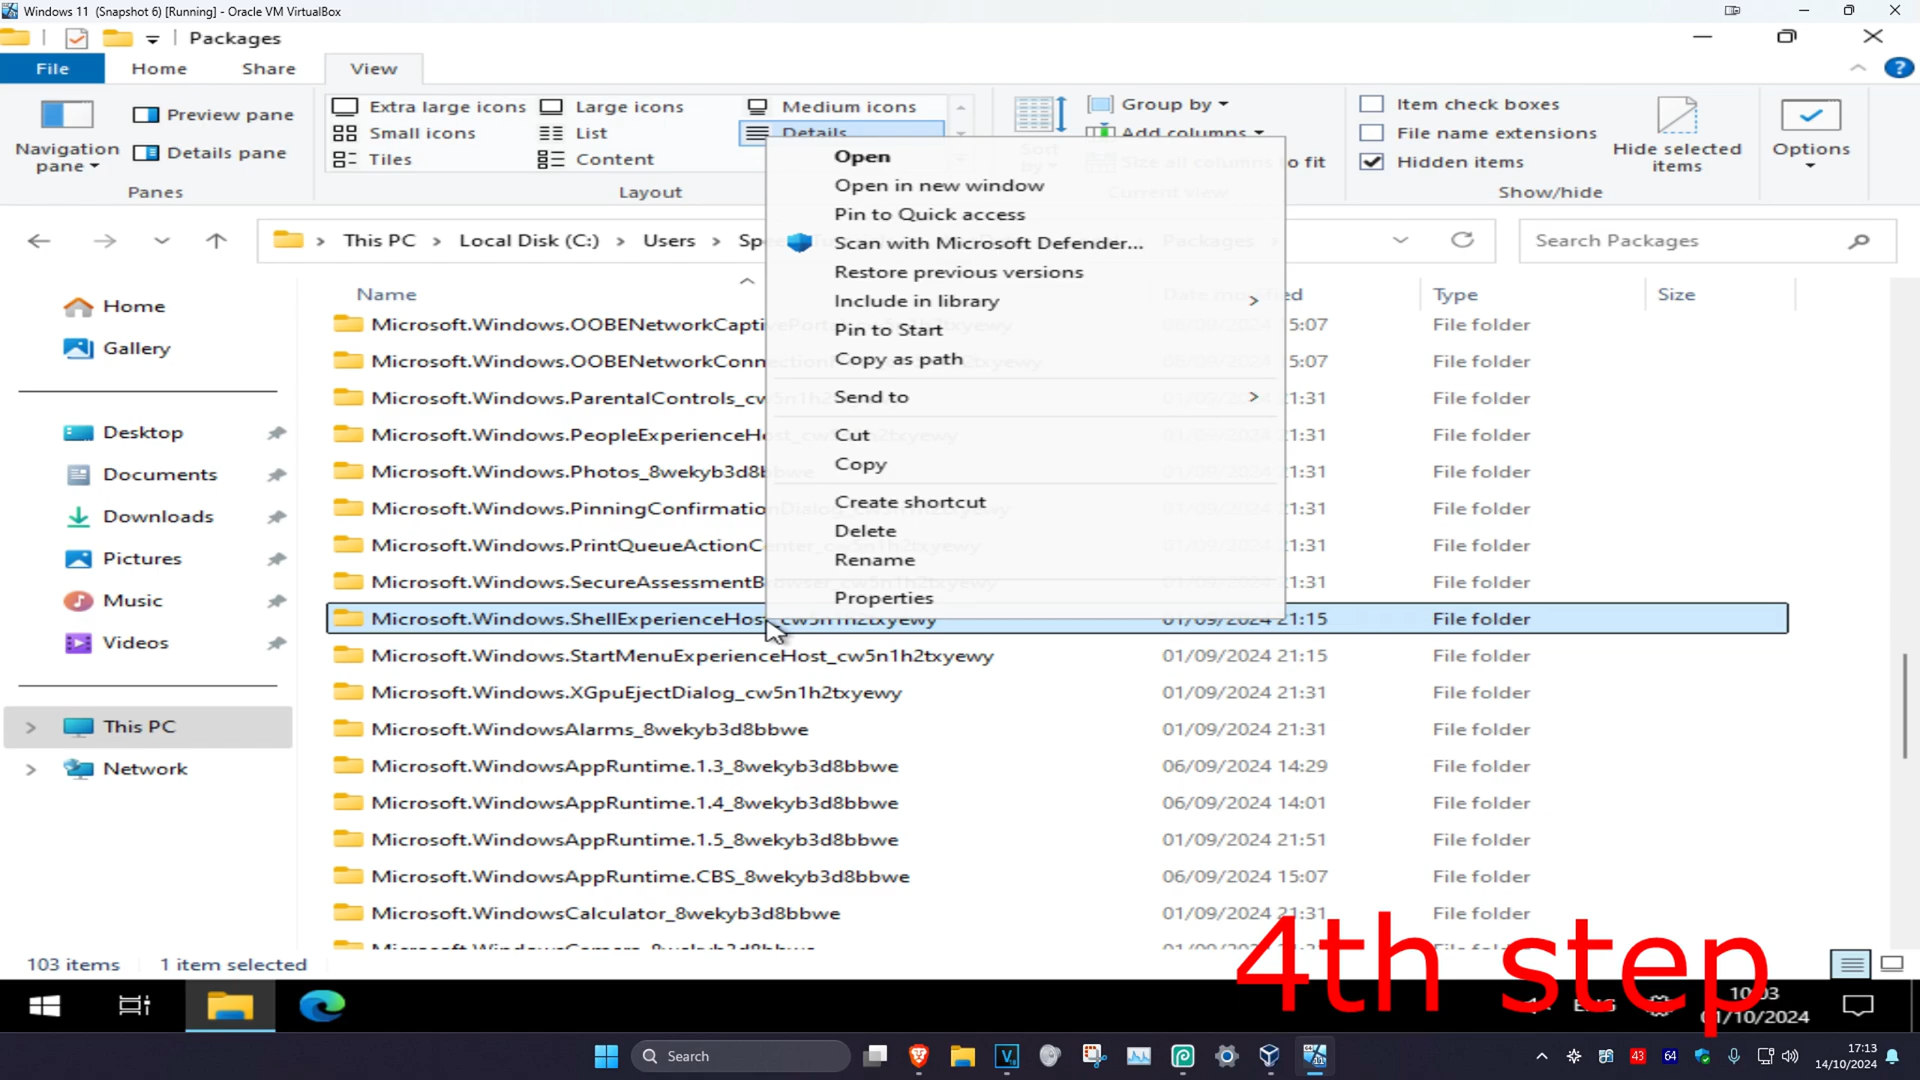 Windows 11 (Snapshot 6) [Running] - Oracle VM VirtualBox
Packages
File Home Share View
Extra large icons Large icons Medium icons
Small icons List Details
Tiles Content
Preview pane
Details pane
Navigation pane
Panes
Layout
Group by
Add columns
Size all columns to fit
Sort by
Current view
Item check boxes
File name extensions
Hidden items
Hide selected items
Show/hide
Options
This PC > Local Disk (C:) > Users > Packages
Search Packages
Home
Gallery
Desktop
Documents
Downloads
Pictures
Music
Videos
This PC
Network
Name Type Size
Microsoft.Windows.OOBENetworkCaptivePortal_cw5n1h2txyewy 06/09/2024 15:07 File folder
Microsoft.Windows.OOBENetworkConnectionFlow_cw5n1h2txyewy 06/09/2024 15:07 File folder
Microsoft.Windows.ParentalControls_cw5n1h2txyewy 01/09/2024 21:31 File folder
Microsoft.Windows.PeopleExperienceHost_cw5n1h2txyewy 01/09/2024 21:31 File folder
Microsoft.Windows.Photos_8wekyb3d8bbwe 01/09/2024 21:31 File folder
Microsoft.Windows.PinningConfirmationDialog_cw5n1h2txyewy 01/09/2024 21:31 File folder
Microsoft.Windows.PrintQueueActionCenter_cw5n1h2txyewy 01/09/2024 21:31 File folder
Microsoft.Windows.SecureAssessmentBrowser_cw5n1h2txyewy 01/09/2024 21:31 File folder
Microsoft.Windows.ShellExperienceHost_cw5n1h2txyewy 01/09/2024 21:15 File folder
Microsoft.Windows.StartMenuExperienceHost_cw5n1h2txyewy 01/09/2024 21:15 File folder
Microsoft.Windows.XGpuEjectDialog_cw5n1h2txyewy 01/09/2024 21:31 File folder
Microsoft.WindowsAlarms_8wekyb3d8bbwe 01/09/2024 21:31 File folder
Microsoft.WindowsAppRuntime.1.3_8wekyb3d8bbwe 06/09/2024 14:29 File folder
Microsoft.WindowsAppRuntime.1.4_8wekyb3d8bbwe 06/09/2024 14:01 File folder
Microsoft.WindowsAppRuntime.1.5_8wekyb3d8bbwe 01/09/2024 21:51 File folder
Microsoft.WindowsAppRuntime.CBS_8wekyb3d8bbwe 06/09/2024 15:07 File folder
Microsoft.WindowsCalculator_8wekyb3d8bbwe 01/09/2024 21:31 File folder
Open
Open in new window
Pin to Quick access
Scan with Microsoft Defender...
Restore previous versions
Include in library
Pin to Start
Copy as path
Send to
Cut
Copy
Create shortcut
Delete
Rename
Properties
103 items 1 item selected
4th step
ENG
10:03
01/10/2024
Search
43
64
17:13
14/10/2024